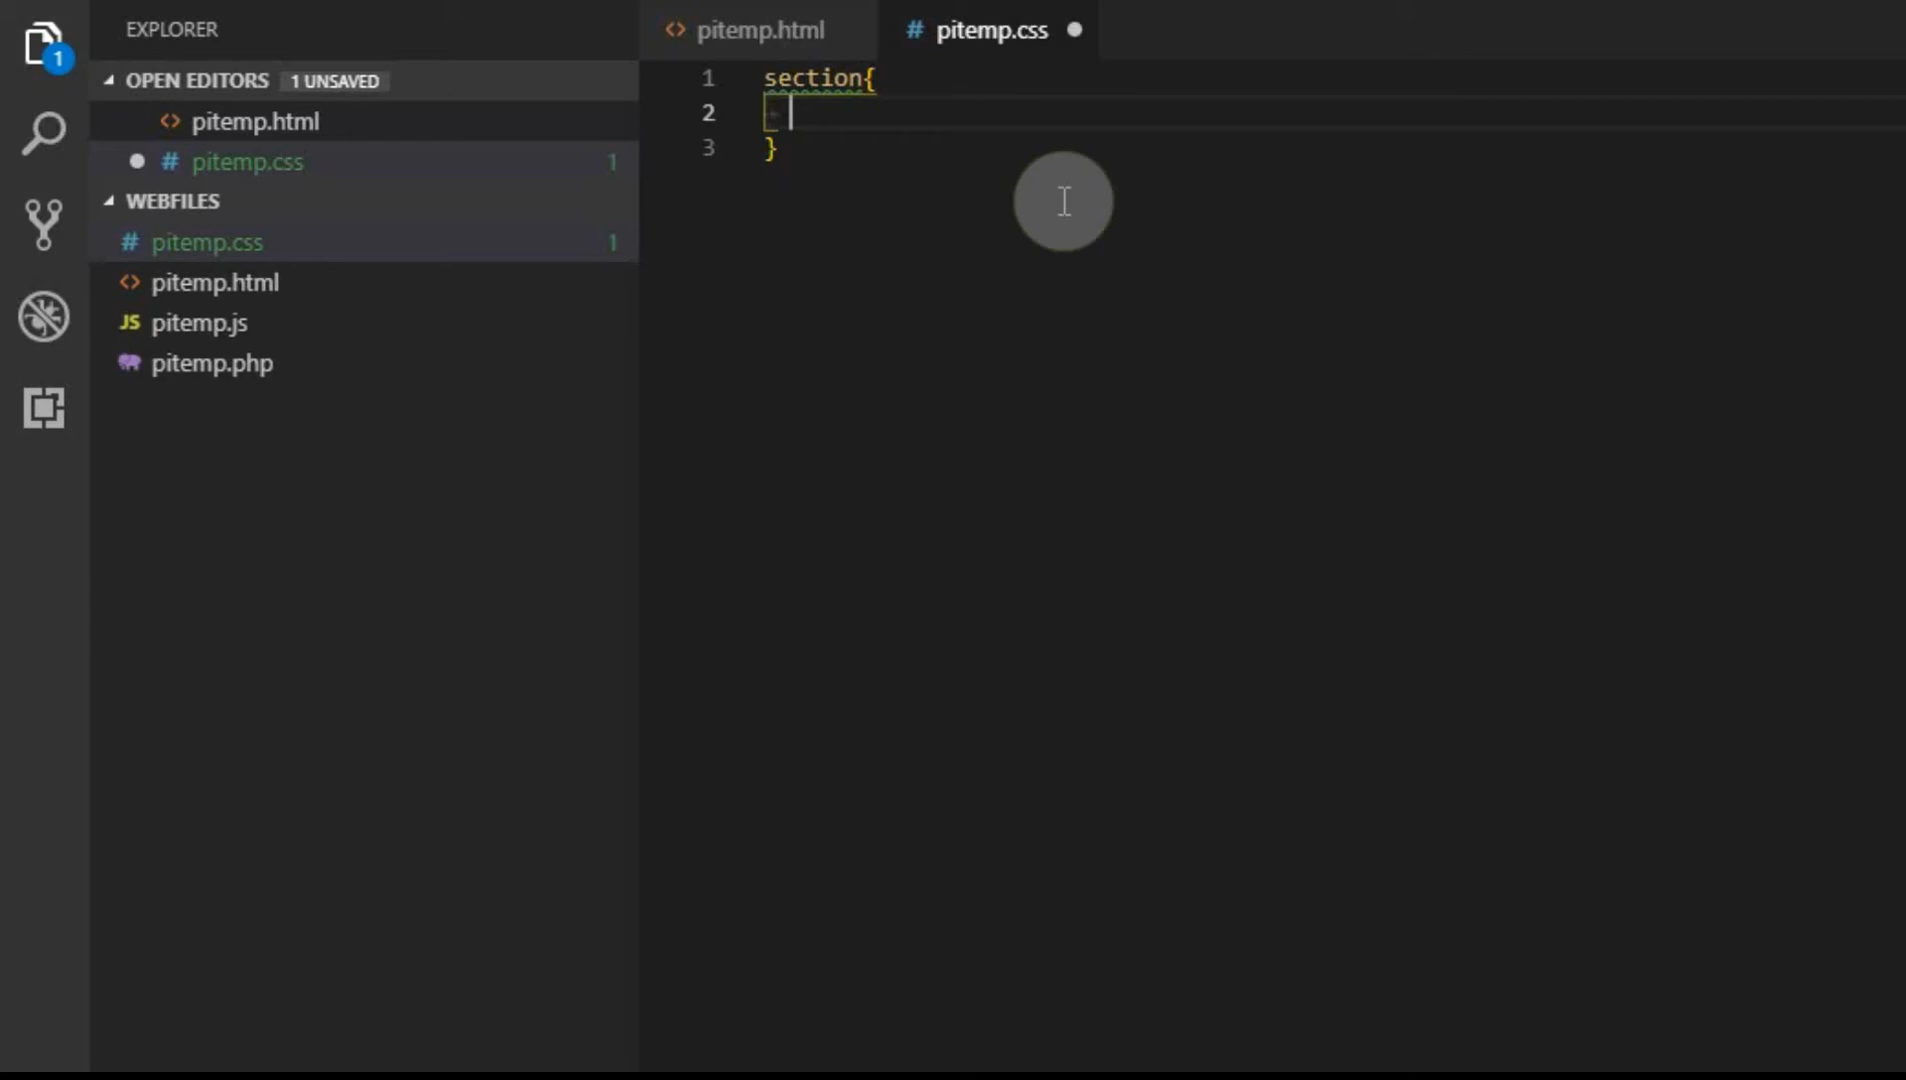 EXPLORER
OPEN EDITORS 1 UNSAVED
<> pitemp.html
# pitemp.css 1
WEBFILES
# pitemp.css 1
<> pitemp.html
JS pitemp.js
pitemp.php
1
<> pitemp.html # pitemp.css
1 section{
2
3 }